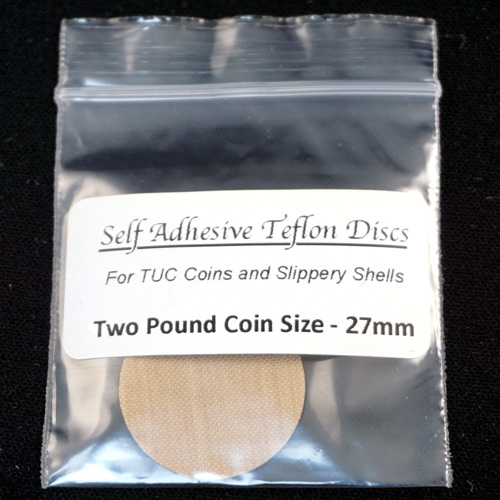 Self Adhesive Teflon Discs
For TUC Coins and Slippery Shells
Two Pound Coin Size - 27mm